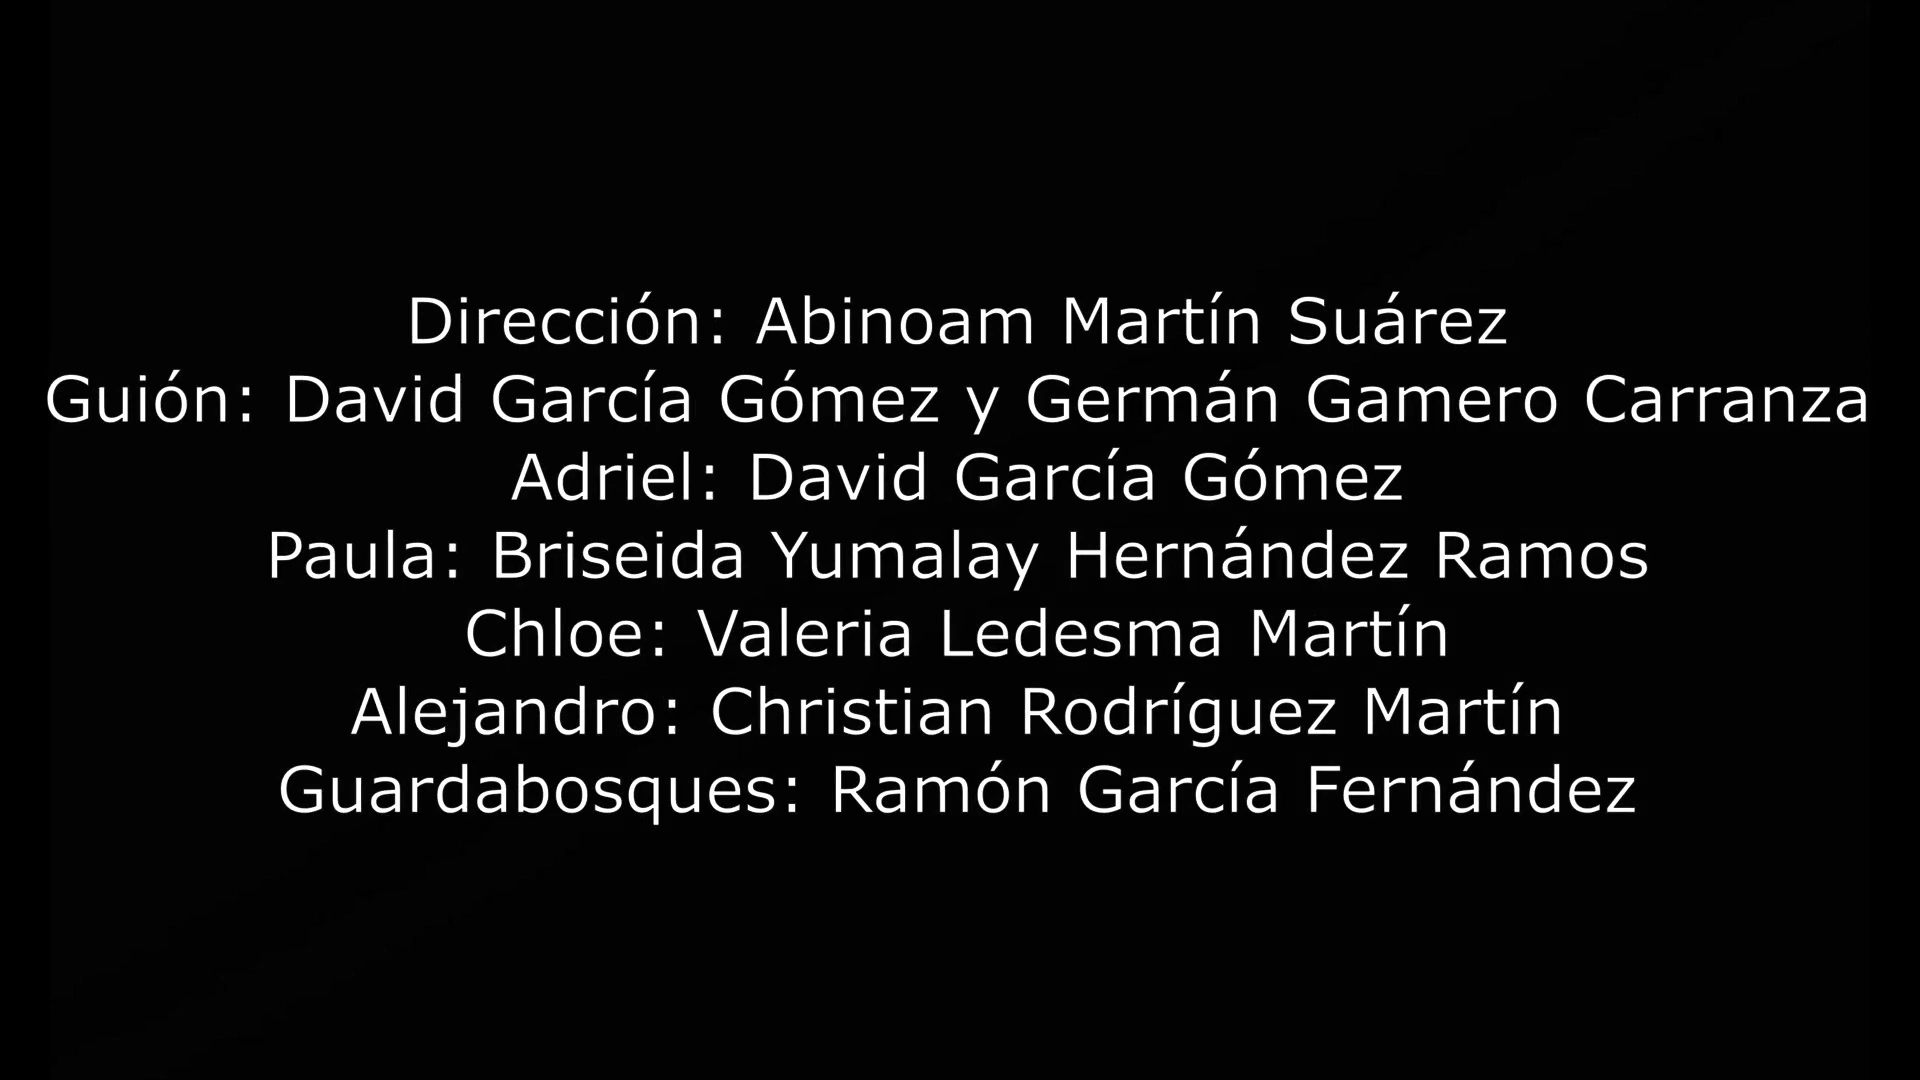 Dirección: Abinoam Martín Suárez
Guión: David García Gómez y Germán Gamero Carranza
Adriel: David García Gómez
Paula: Briseida Yumalay Hernández Ramos
Chloe: Valeria Ledesma Martín
Alejandro: Christian Rodríguez Martín
Guardabosques: Ramón García Fernández